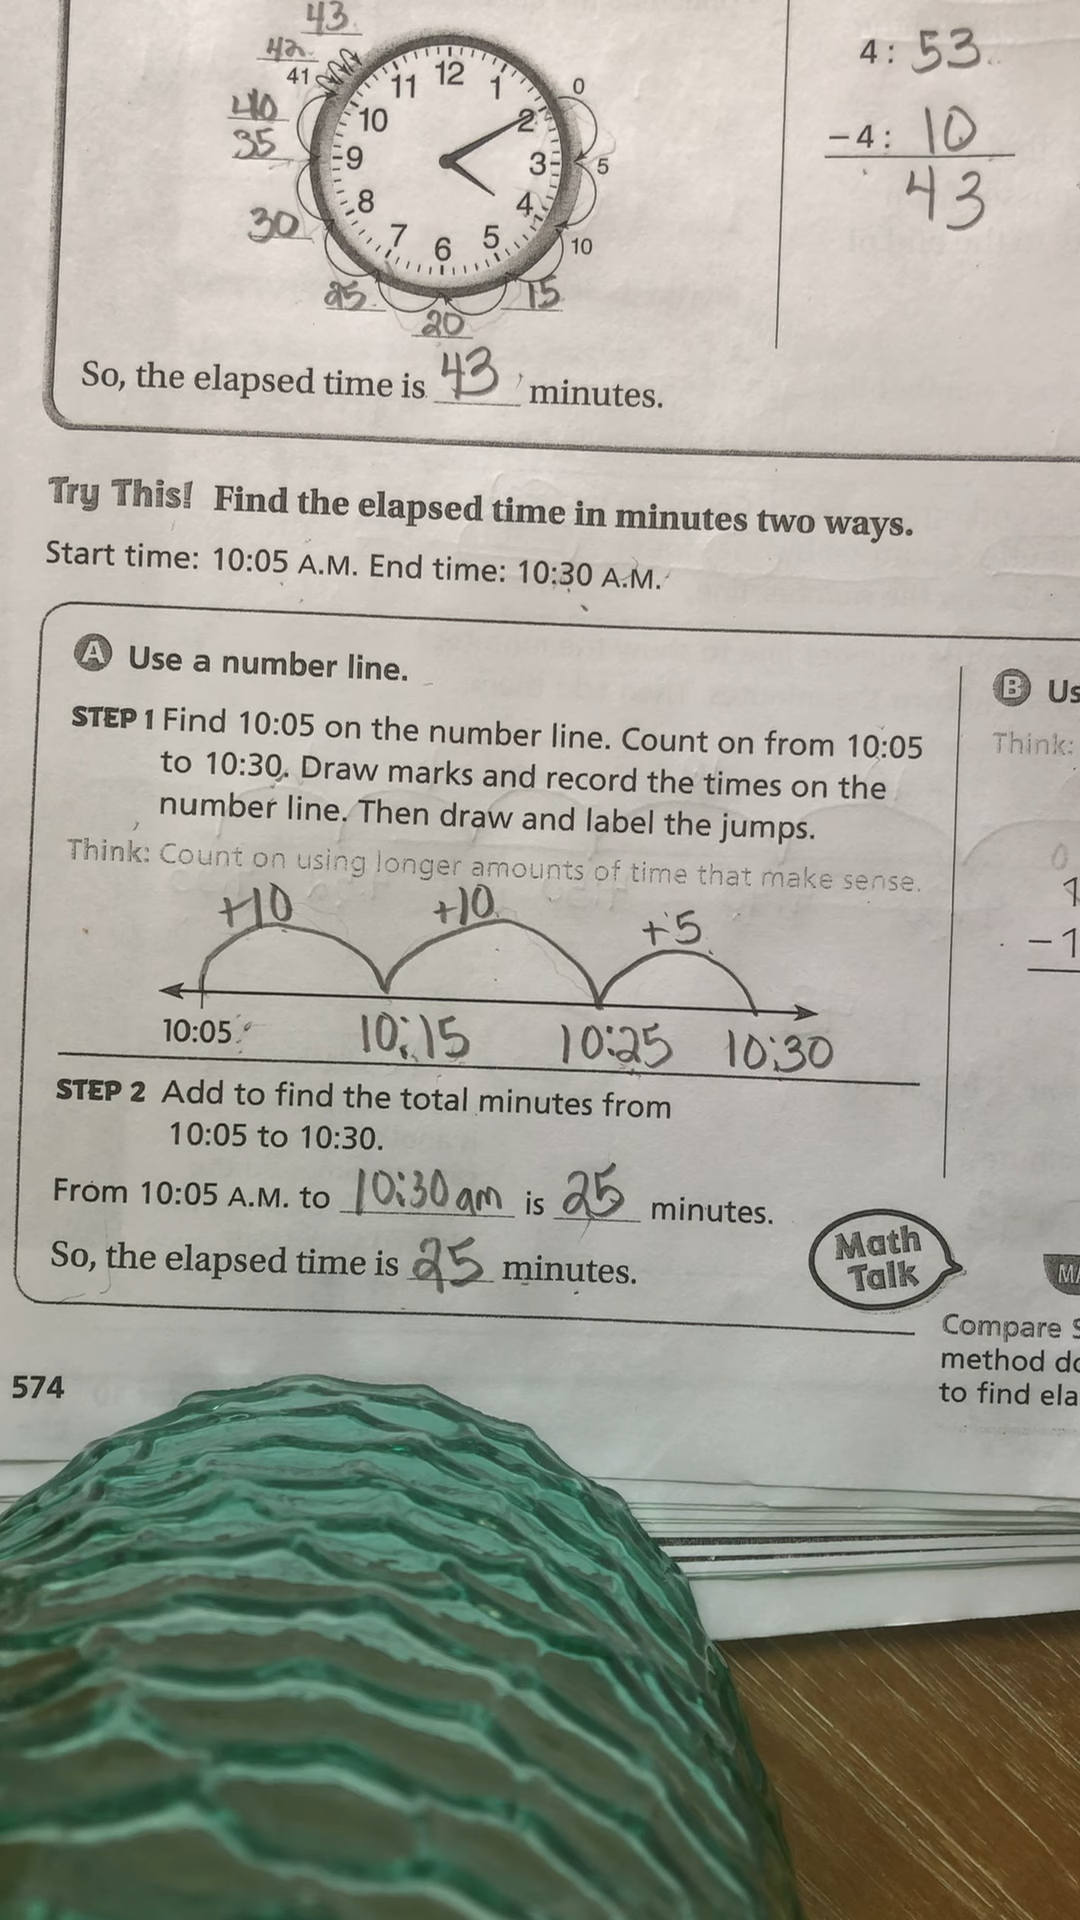 43
42
41
40
35
30
25
20
15
10
5
0
12
1
2
3
4
5
6
7
8
9
10
11
4: 53
- 4: 10
43
So, the elapsed time is 43 minutes.
Try This! Find the elapsed time in minutes two ways.
Start time: 10:05 A.M. End time: 10:30 A.M.
A Use a number line.
STEP 1 Find 10:05 on the number line. Count on from 10:05
to 10:30. Draw marks and record the times on the
number line. Then draw and label the jumps.
Think: Count on using longer amounts of time that make sense.
+10 +10 +5
10:05 10:15 10:25 10:30
STEP 2 Add to find the total minutes from
10:05 to 10:30.
From 10:05 A.M. to 10:30 am is 25 minutes.
So, the elapsed time is 25 minutes.
B Us
Think:
0
1
- 1
Math
Talk
MA
Compare S
method do
to find ela
574